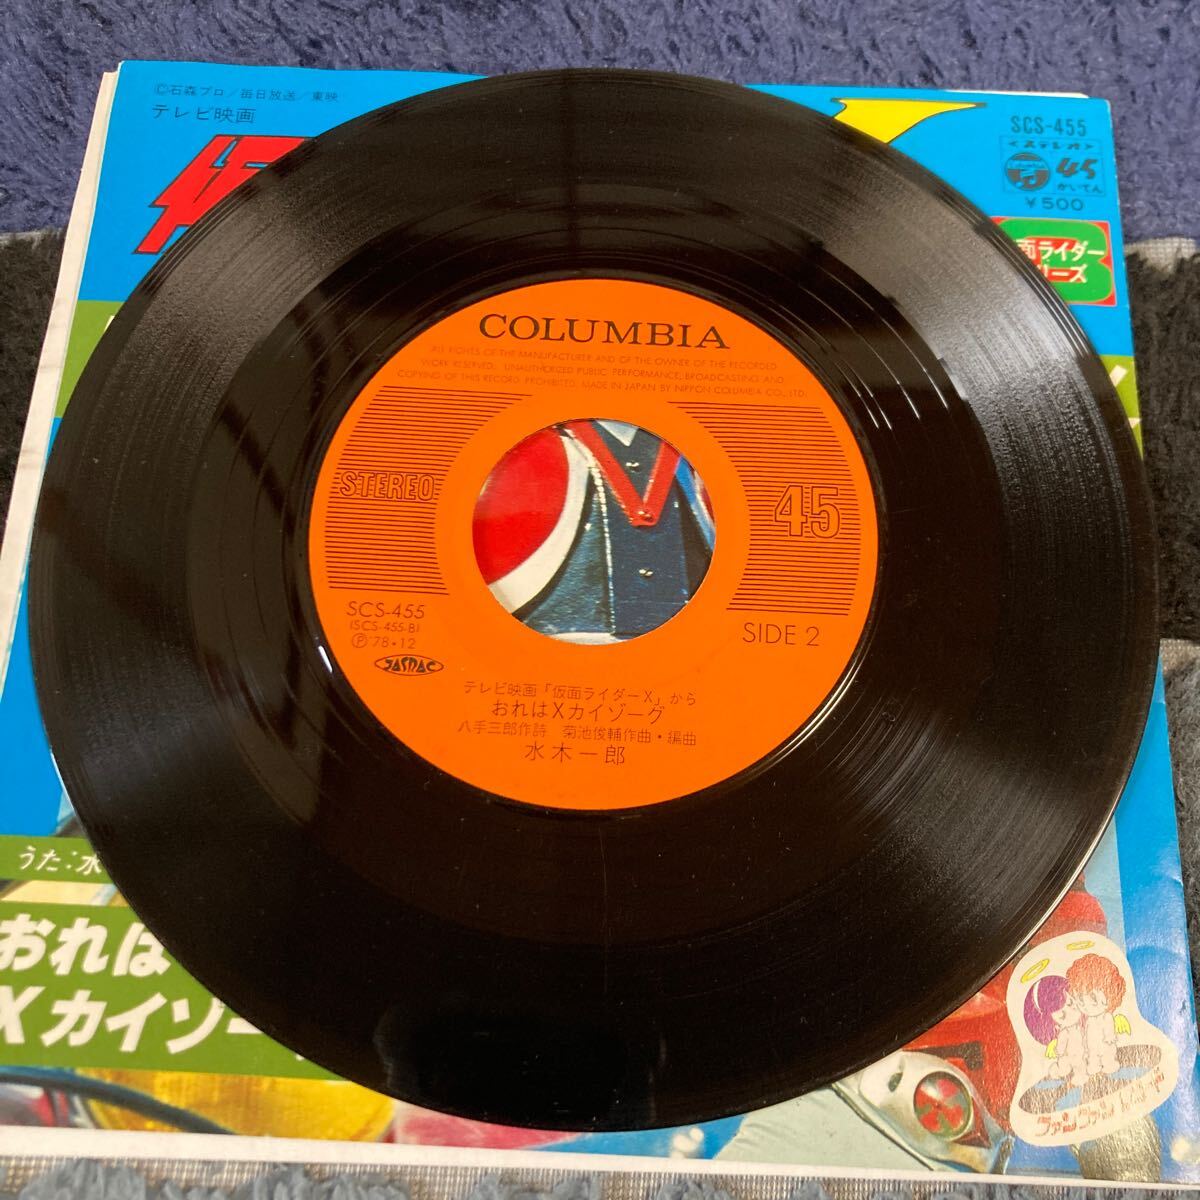 ©石森プロ/毎日放送/東映
テレビ映画
SCS-455
<ステレオ>
Columbia
45
かいてん
¥500
面ライダー
リーズ
COLUMBIA
ALL RIGHTS OF THE MANUFACTURER AND OF THE OWNER OF THE RECORDED
WORK RESERVED. UNAUTHORIZED PUBLIC PERFORMANCE, BROADCASTING AND
COPYING OF THIS RECORD PROHIBITED. MADE IN JAPAN BY NIPPON COLUMBIA CO., LTD.
STEREO
45
SCS-455
(SCS-455-B)
Ⓟ'78・12
JASRAC
SIDE 2
テレビ映画「仮面ライダーX」から
おれはXカイゾーグ
八手三郎作詩 菊池俊輔作曲・編曲
水木一郎
うた:水
おれは
Xカイゾー